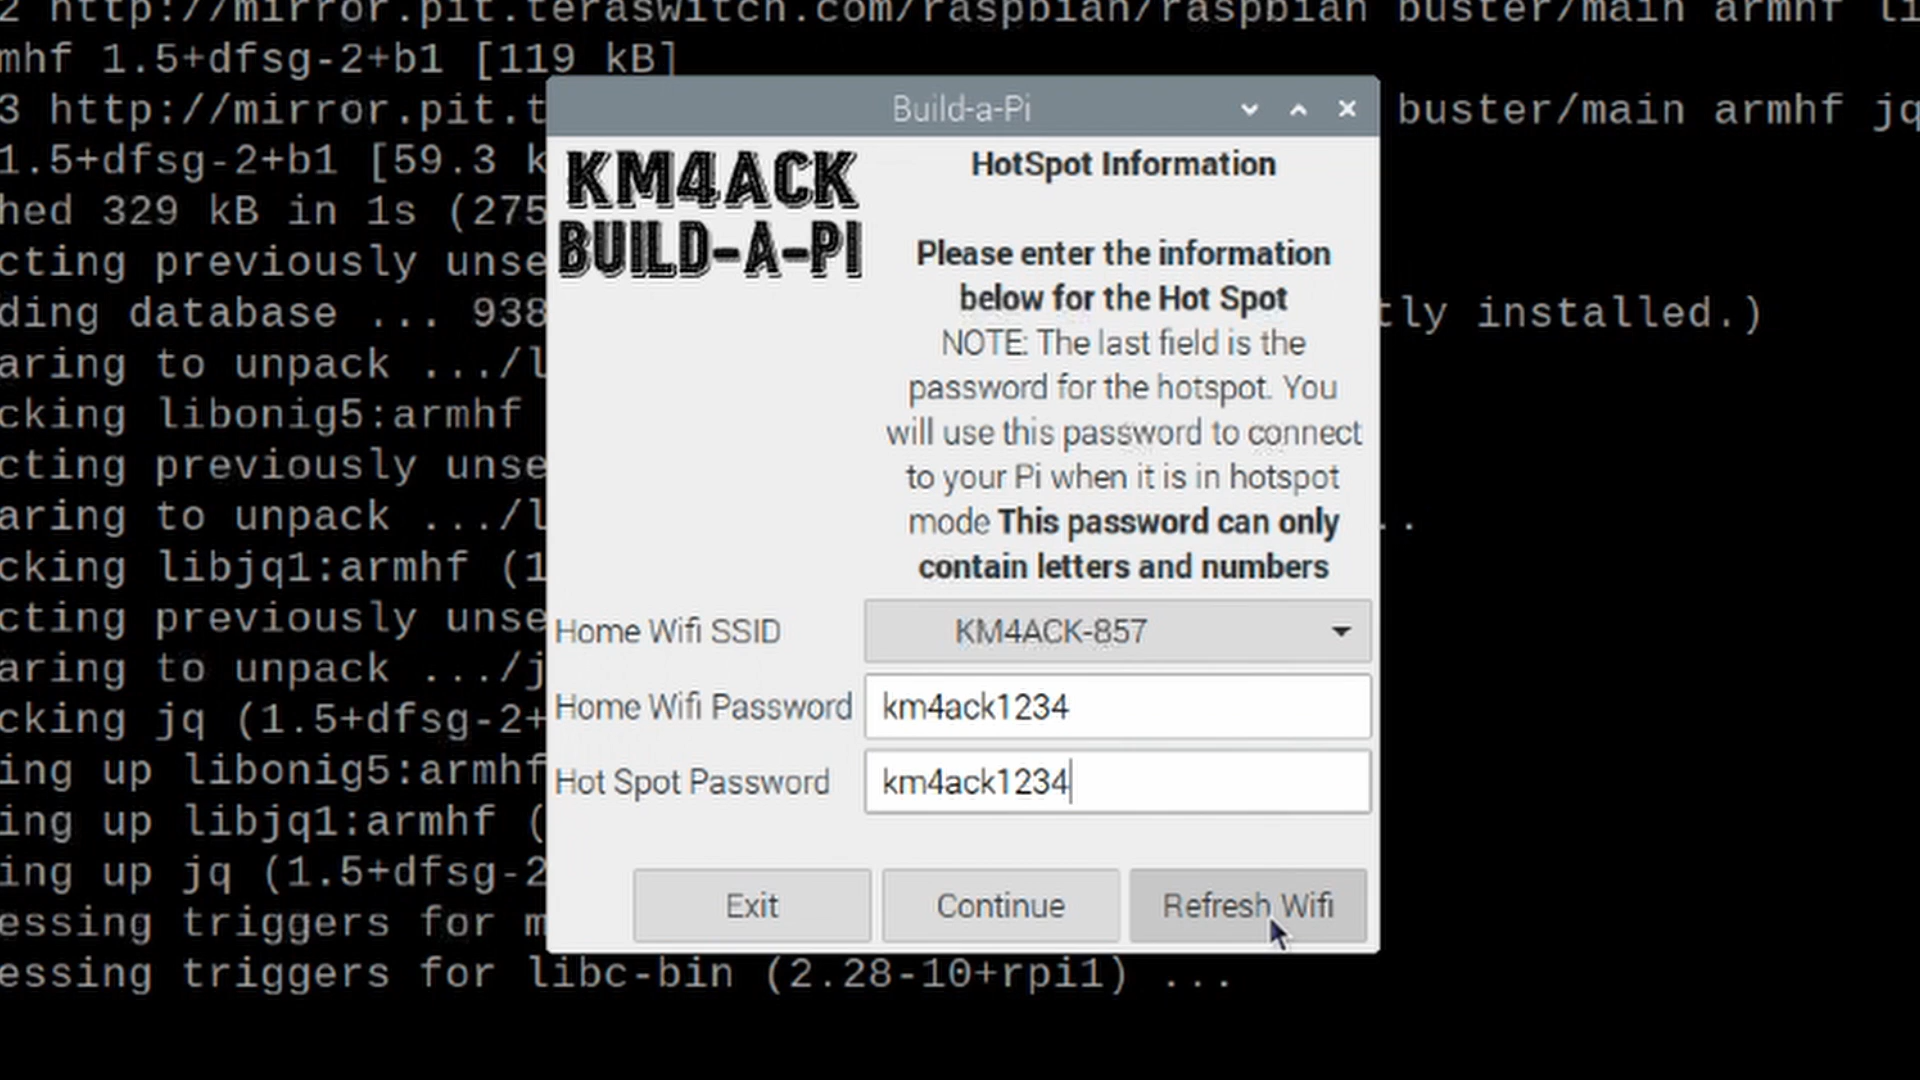 2 http://mirror.pit.teraswitch.com/raspbian/raspbian buster/main armhf
mhf 1.5+dfsg-2+b1 [119 kB]
3 http://mirror.pit.t buster/main armhf jq
1.5+dfsg-2+b1 [59.3 k
hed 329 kB in 1s (275
cting previously unse
ding database ... 938 tly installed.)
aring to unpack .../l
cking libonig5:armhf
cting previously unse
aring to unpack .../l ..
cking libjq1:armhf (1
cting previously unse
aring to unpack .../j
cking jq (1.5+dfsg-2+
ing up libonig5:armhf
ing up libjq1:armhf (
ing up jq (1.5+dfsg-2
essing triggers for m
essing triggers for libc-bin (2.28-10+rpi1) ...
Build-a-Pi
KM4ACK
BUILD-A-PI
HotSpot Information
Please enter the information
below for the Hot Spot
NOTE: The last field is the
password for the hotspot. You
will use this password to connect
to your Pi when it is in hotspot
mode This password can only
contain letters and numbers
Home Wifi SSID KM4ACK-857
Home Wifi Password km4ack1234
Hot Spot Password km4ack1234
Exit Continue Refresh Wifi